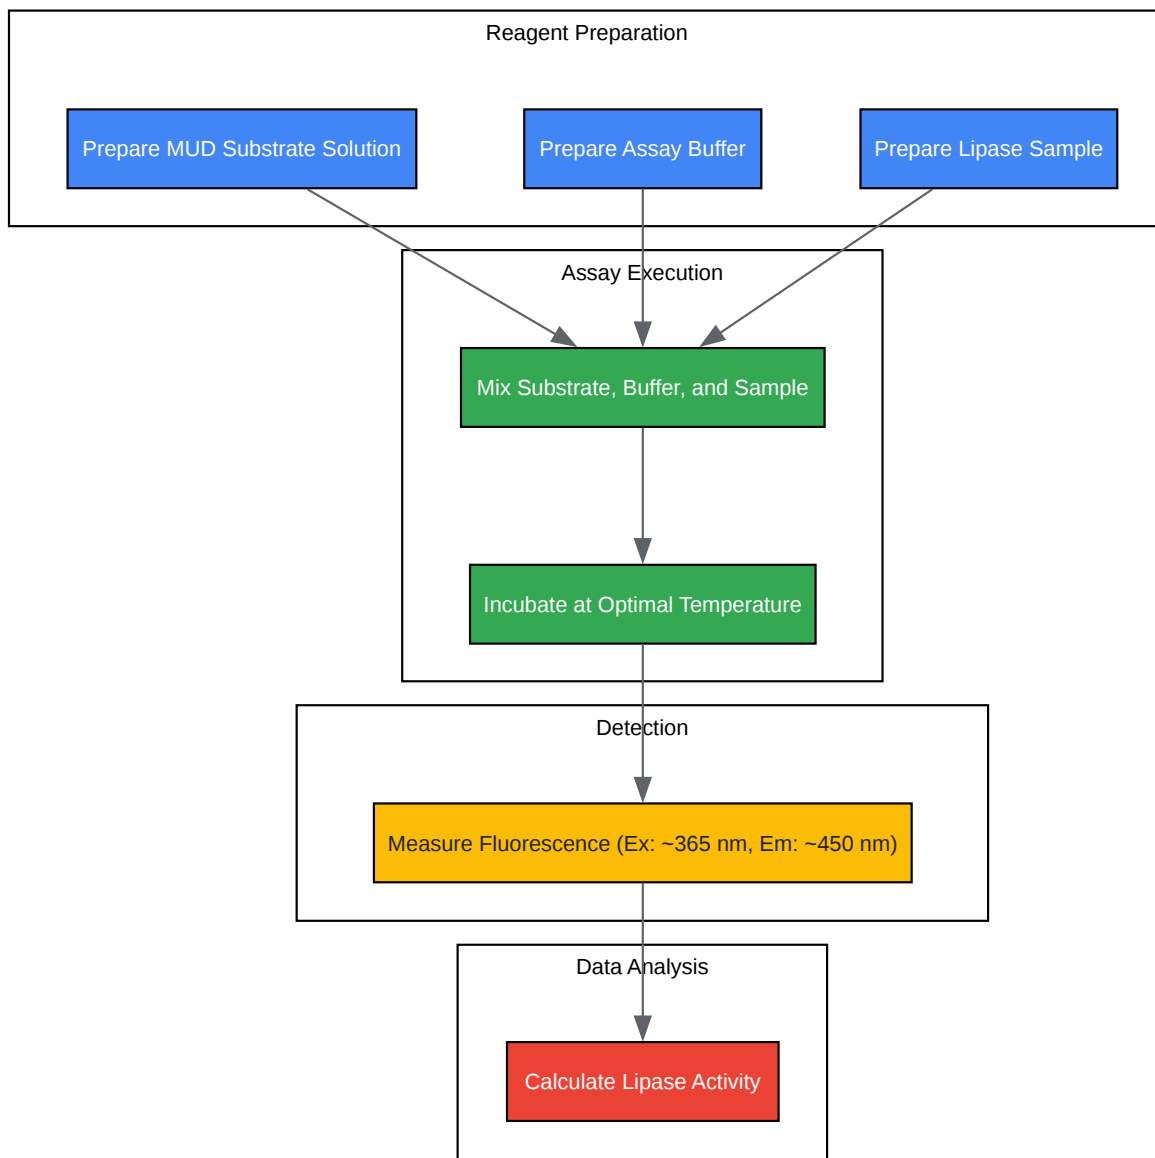 Reagent Preparation
Prepare MUD Substrate Solution
Prepare Assay Buffer
Prepare Lipase Sample
Assay Execution
Mix Substrate, Buffer, and Sample
Incubate at Optimal Temperature
Detection
Measure Fluorescence (Ex: ~365 nm, Em: ~450 nm)
Data Analysis
Calculate Lipase Activity